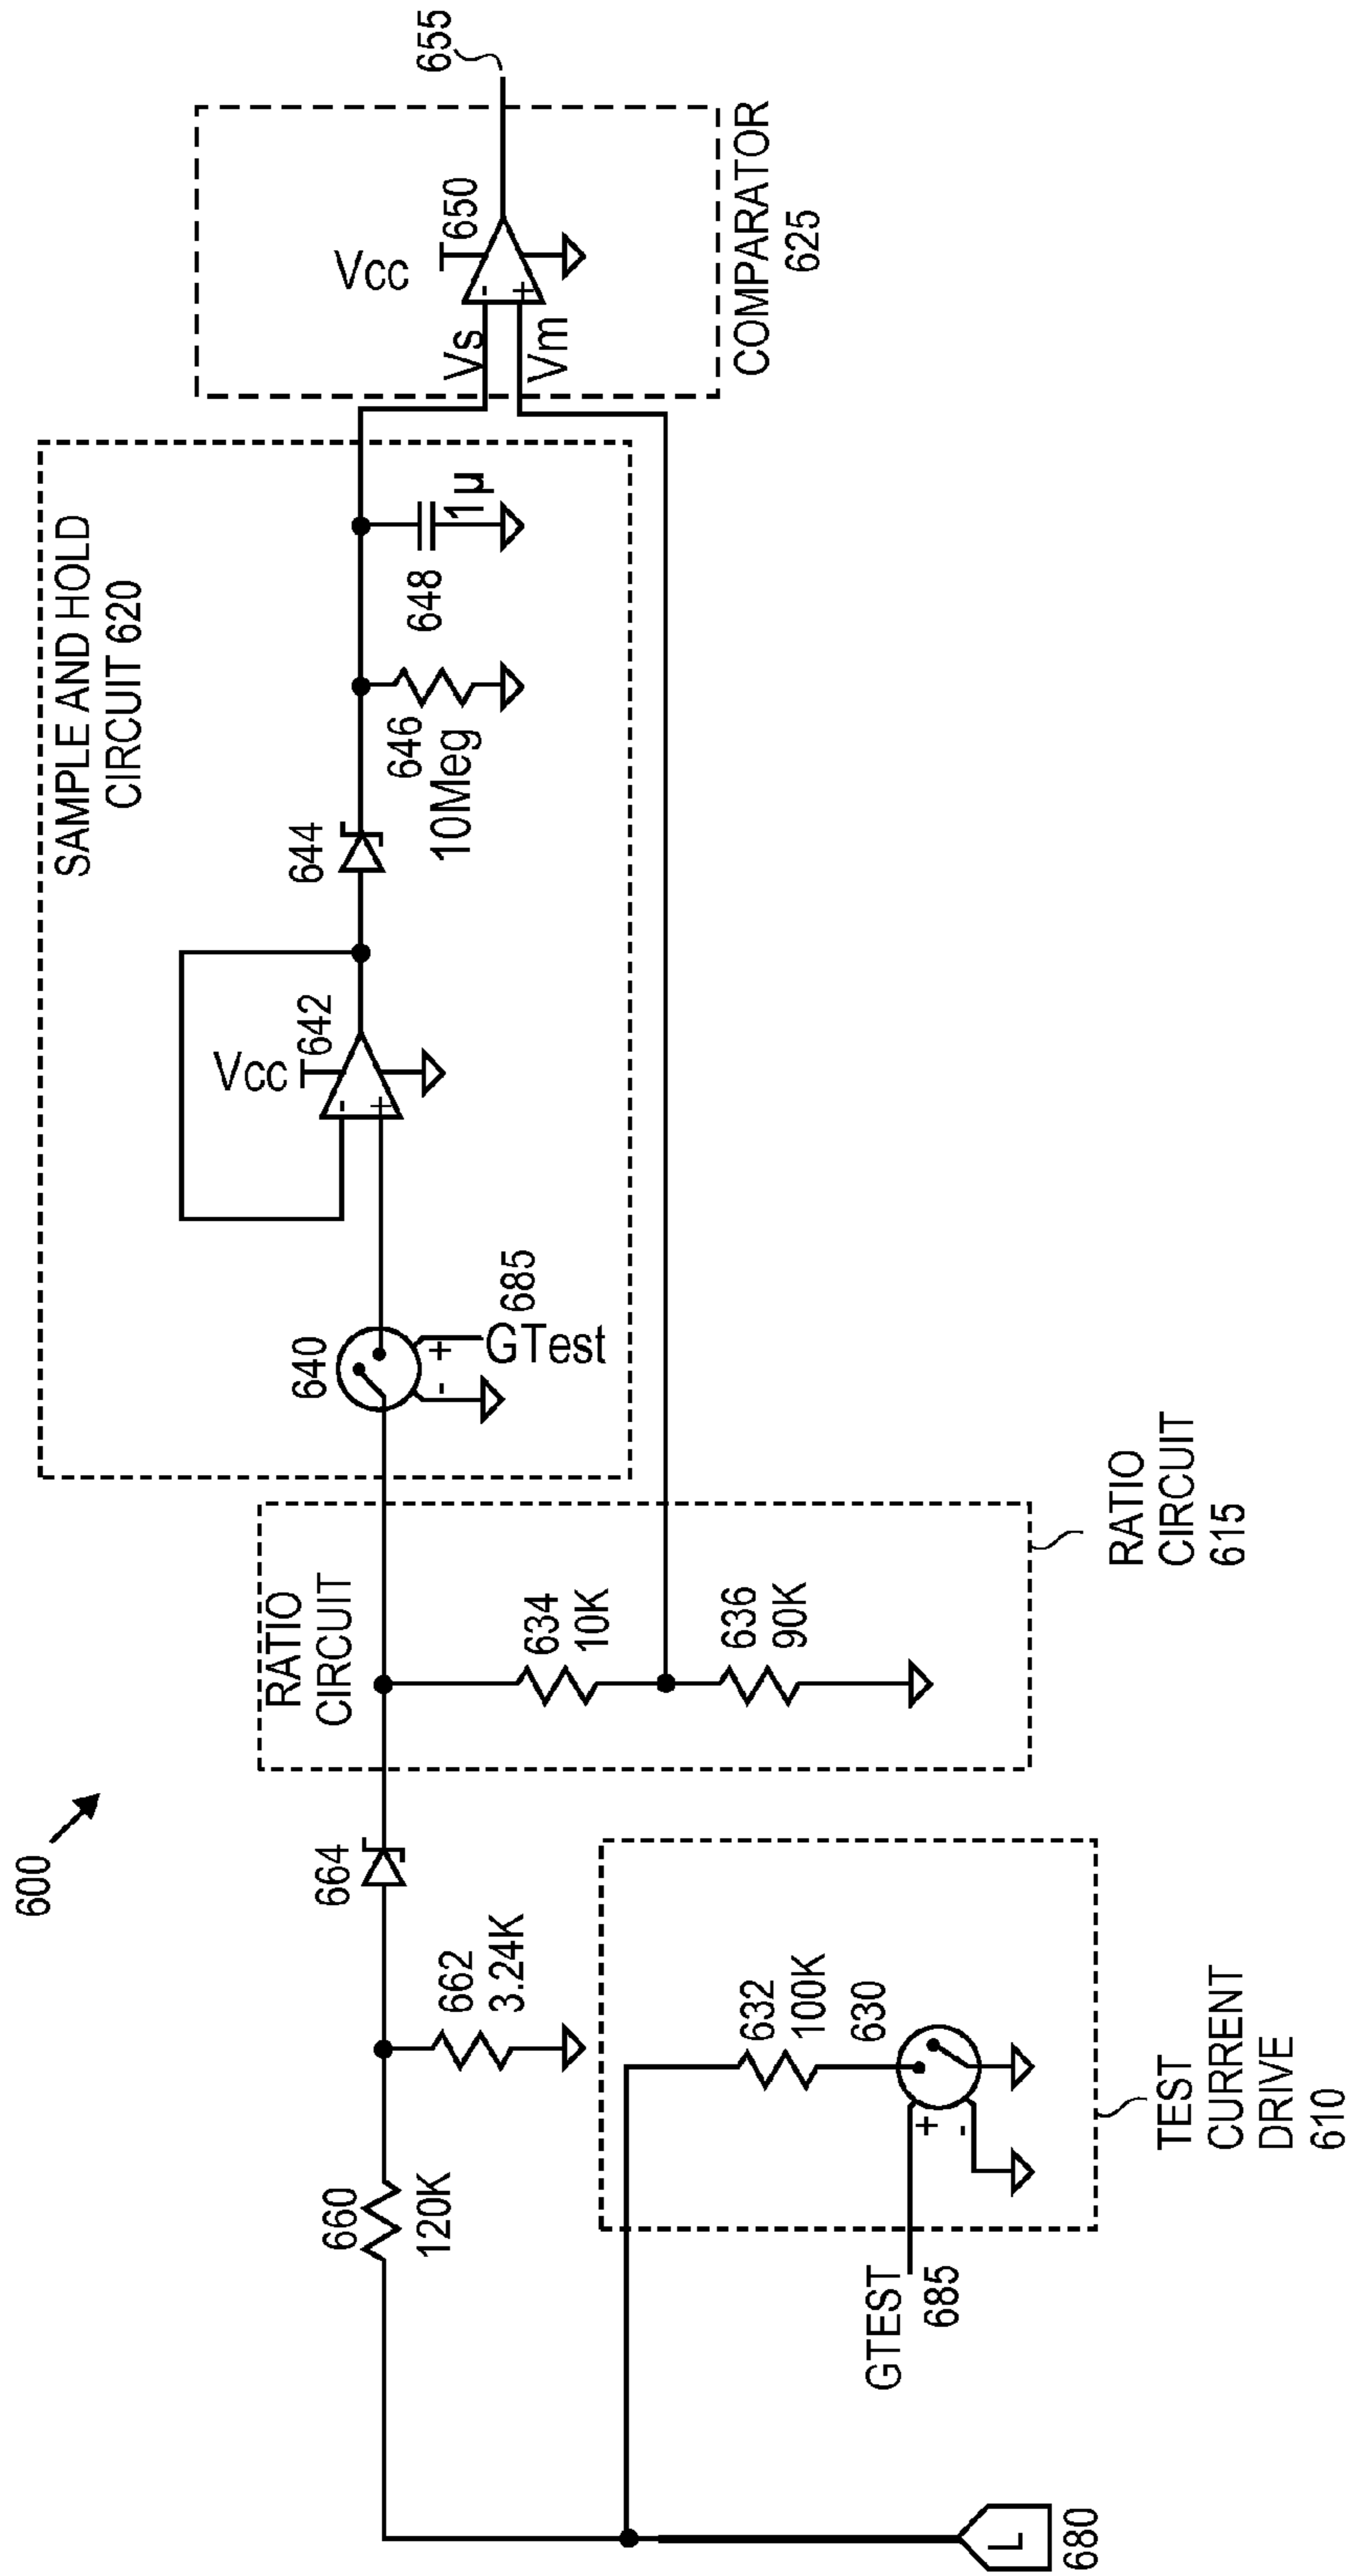 600
SAMPLE AND HOLD
CIRCUIT 620
RATIO
CIRCUIT
660
120K
662
3.24K
664
634
10K
636
90K
640
GTest
685
VCC
642
-
+
644
646
10Meg
648
1µ
Vs
Vm
VCC
650
-
+
655
COMPARATOR
625
RATIO
CIRCUIT
615
632
100K
630
+
-
GTEST
685
TEST
CURRENT
DRIVE
610
+
-
L
680